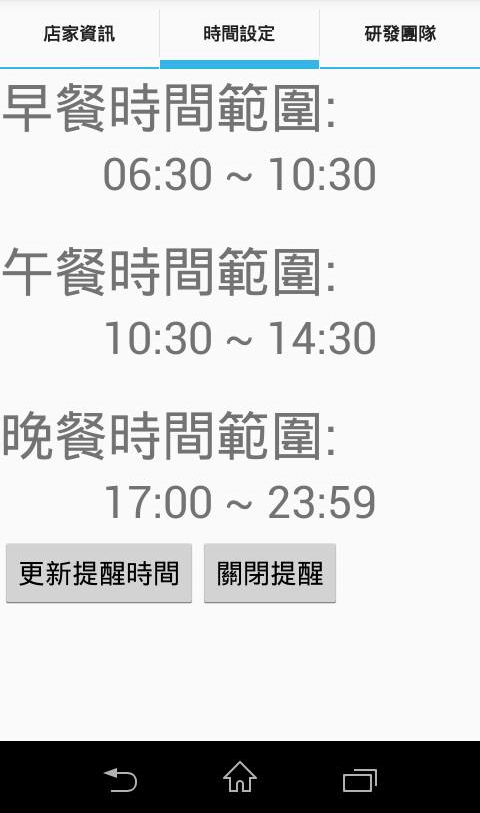 店家資訊 時間設定 研發團隊
早餐時間範圍:
06:30 ~ 10:30
午餐時間範圍:
10:30 ~ 14:30
晚餐時間範圍:
17:00 ~ 23:59
更新提醒時間 關閉提醒